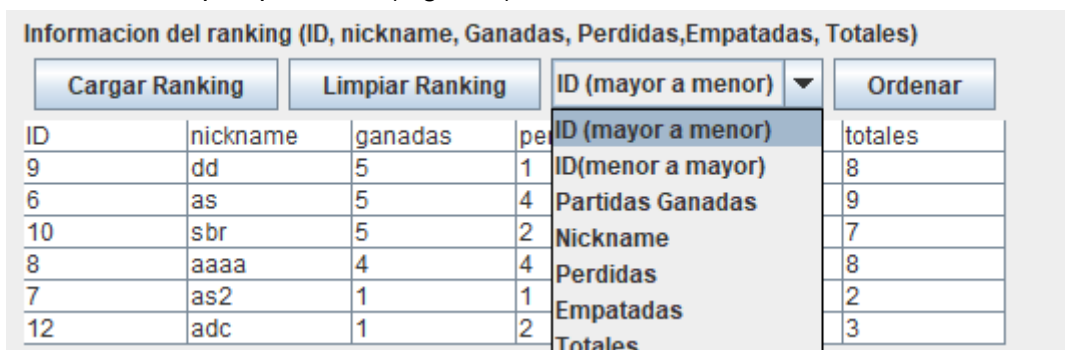 Informacion del ranking (ID, nickname, Ganadas, Perdidas,Empatadas, Totales)
Cargar Ranking Limpiar Ranking ID (mayor a menor) Ordenar
ID nickname ganadas totales
9 dd 5 1 8
6 as 5 4 9
10 sbr 5 2 7
8 aaaa 4 4 8
7 as2 1 1 2
12 adc 1 2 3
ID (mayor a menor)
ID(menor a mayor)
Partidas Ganadas
Nickname
Perdidas
Empatadas
Totales